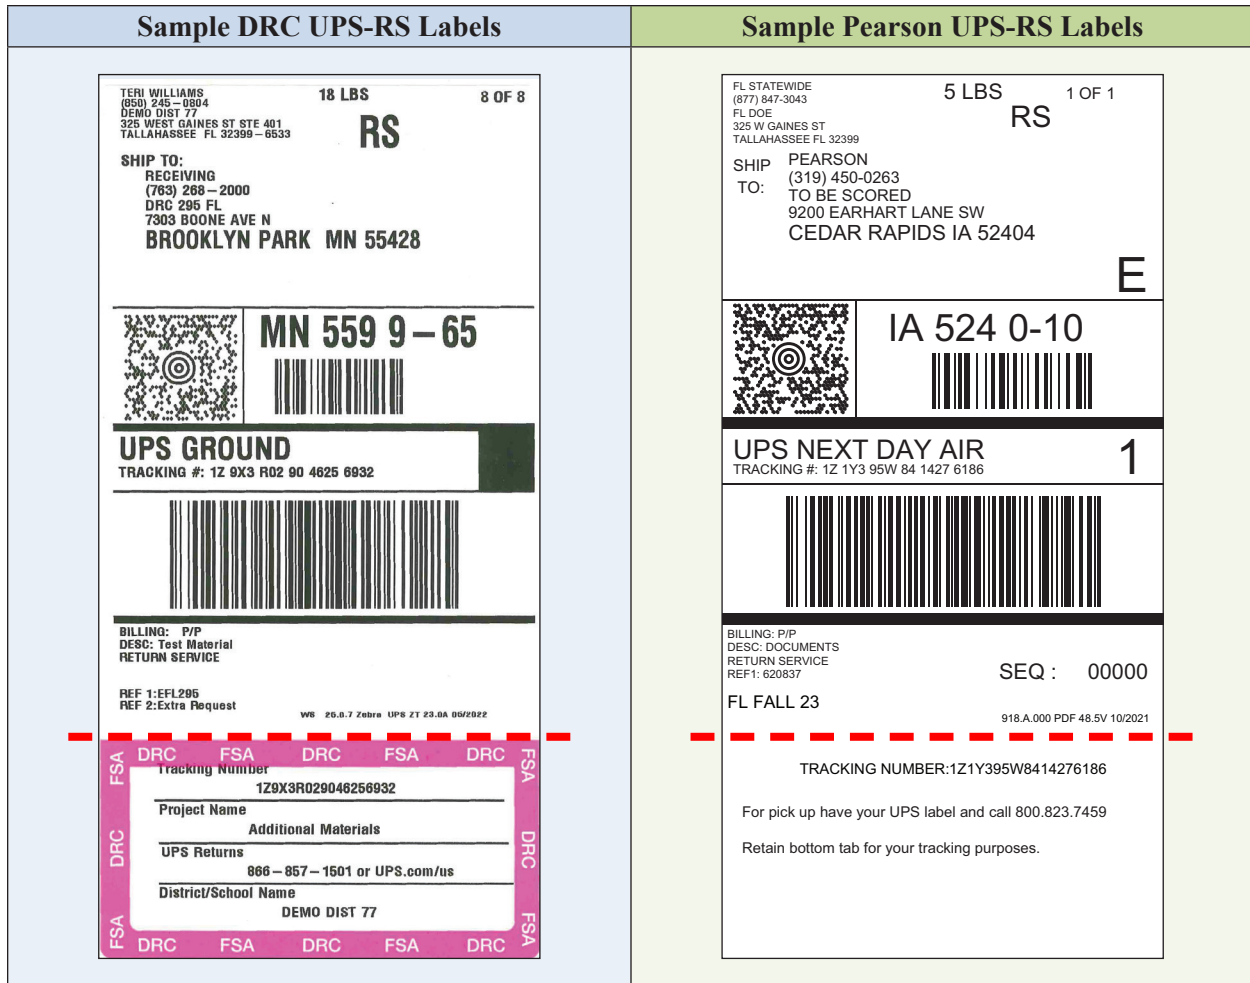 Sample DRC UPS-RS Labels
TERI WILLIAMS
(850) 245-0804
DEMO DIST 77
325 WEST GAINES ST STE 401
TALLAHASSEE FL 32399-6533
18 LBS
8 OF 8
RS
SHIP TO:
RECEIVING
(763) 268-2000
DRC 295 FL
7303 BOONE AVE N
BROOKLYN PARK MN 55428
MN 559 9-65
UPS GROUND
TRACKING #: 1Z 9X3 R02 90 4625 6932
BILLING: P/P
DESC: Test Material
RETURN SERVICE
REF 1:EFL295
REF 2:Extra Request
WS 26.0.7 Zebra UPS ZT 23.0A 06/2022
DRC FSA DRC FSA DRC
FSA
FSA
Tracking Number
1Z9X3R029046256932
Project Name
Additional Materials
DRC
DRC
UPS Returns
866-857-1501 or UPS.com/us
District/School Name
DEMO DIST 77
FSA
FSA
DRC FSA DRC FSA DRC
Sample Pearson UPS-RS Labels
FL STATEWIDE
(877) 847-3043
FL DOE
325 W GAINES ST
TALLAHASSEE FL 32399
5 LBS
1 OF 1
RS
SHIP TO:
PEARSON
(319) 450-0263
TO BE SCORED
9200 EARHART LANE SW
CEDAR RAPIDS IA 52404
E
IA 524 0-10
UPS NEXT DAY AIR
TRACKING #: 1Z 1Y3 95W 84 1427 6186
1
BILLING: P/P
DESC: DOCUMENTS
RETURN SERVICE
REF1: 620837
SEQ : 00000
FL FALL 23
918.A.000 PDF 48.5V 10/2021
TRACKING NUMBER:1Z1Y395W8414276186
For pick up have your UPS label and call 800.823.7459
Retain bottom tab for your tracking purposes.